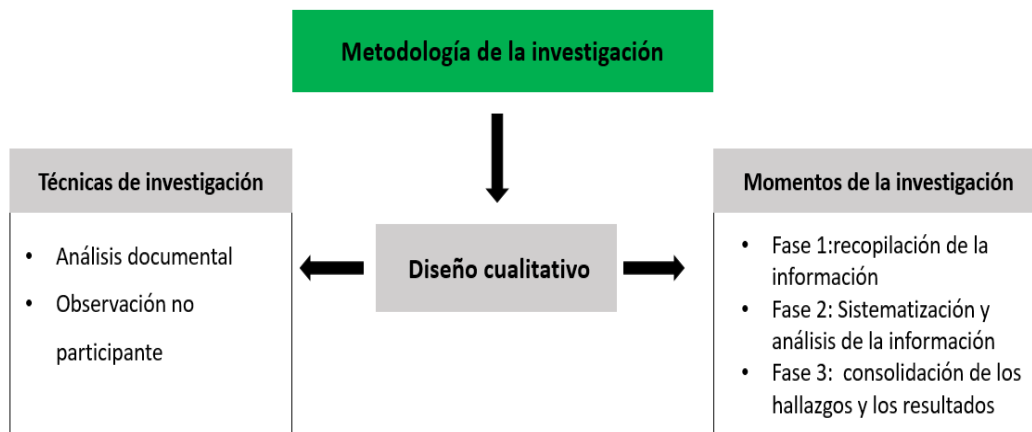 Metodología de la investigación
Técnicas de investigación
• Análisis documental
• Observación no
participante
Diseño cualitativo
Momentos de la investigación
• Fase 1:recopilación de la
información
• Fase 2: Sistematización y
análisis de la información
• Fase 3:  consolidación de los
hallazgos y los resultados